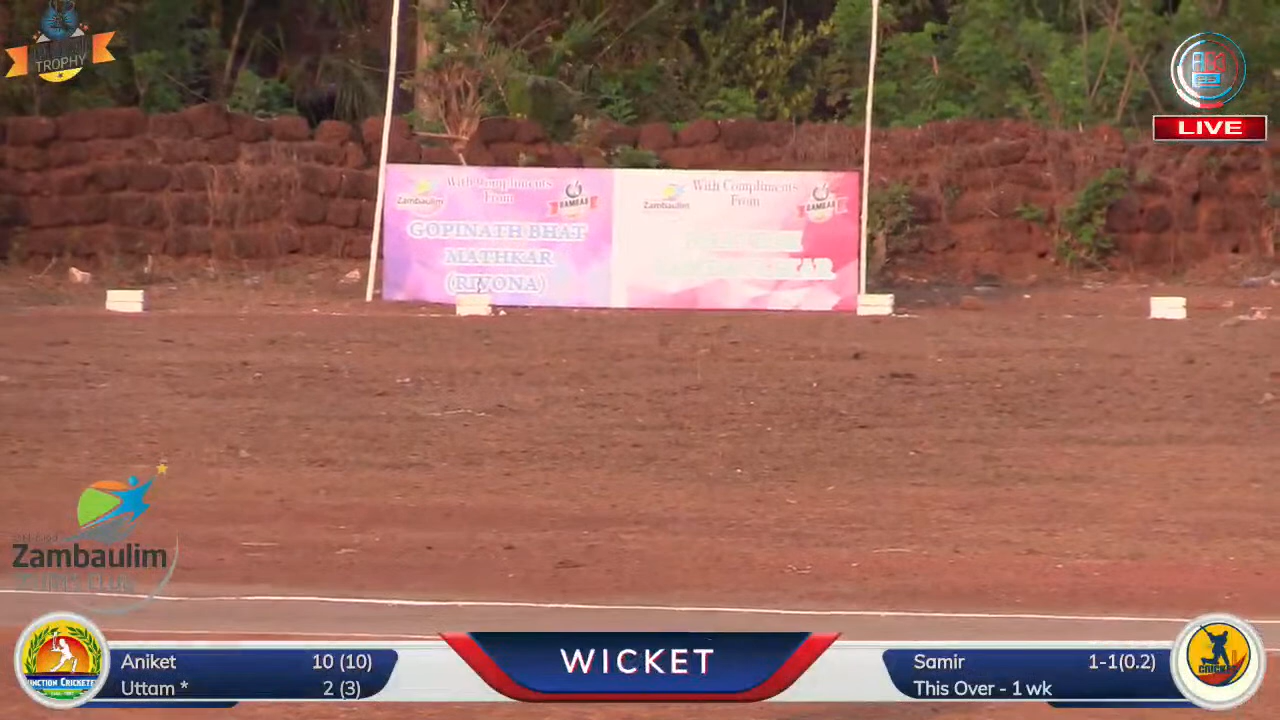 TROPHY
LIVE
With Compliments
From
Zambaulim
GOPINATH BHAT
MATHKAR
(RIVONA)
With Compliments
From
Zambaulim
Zambaulim
Aniket 10 (10)
Uttam * 2 (3)
WICKET
Samir 1-1(0.2)
This Over - 1 wk